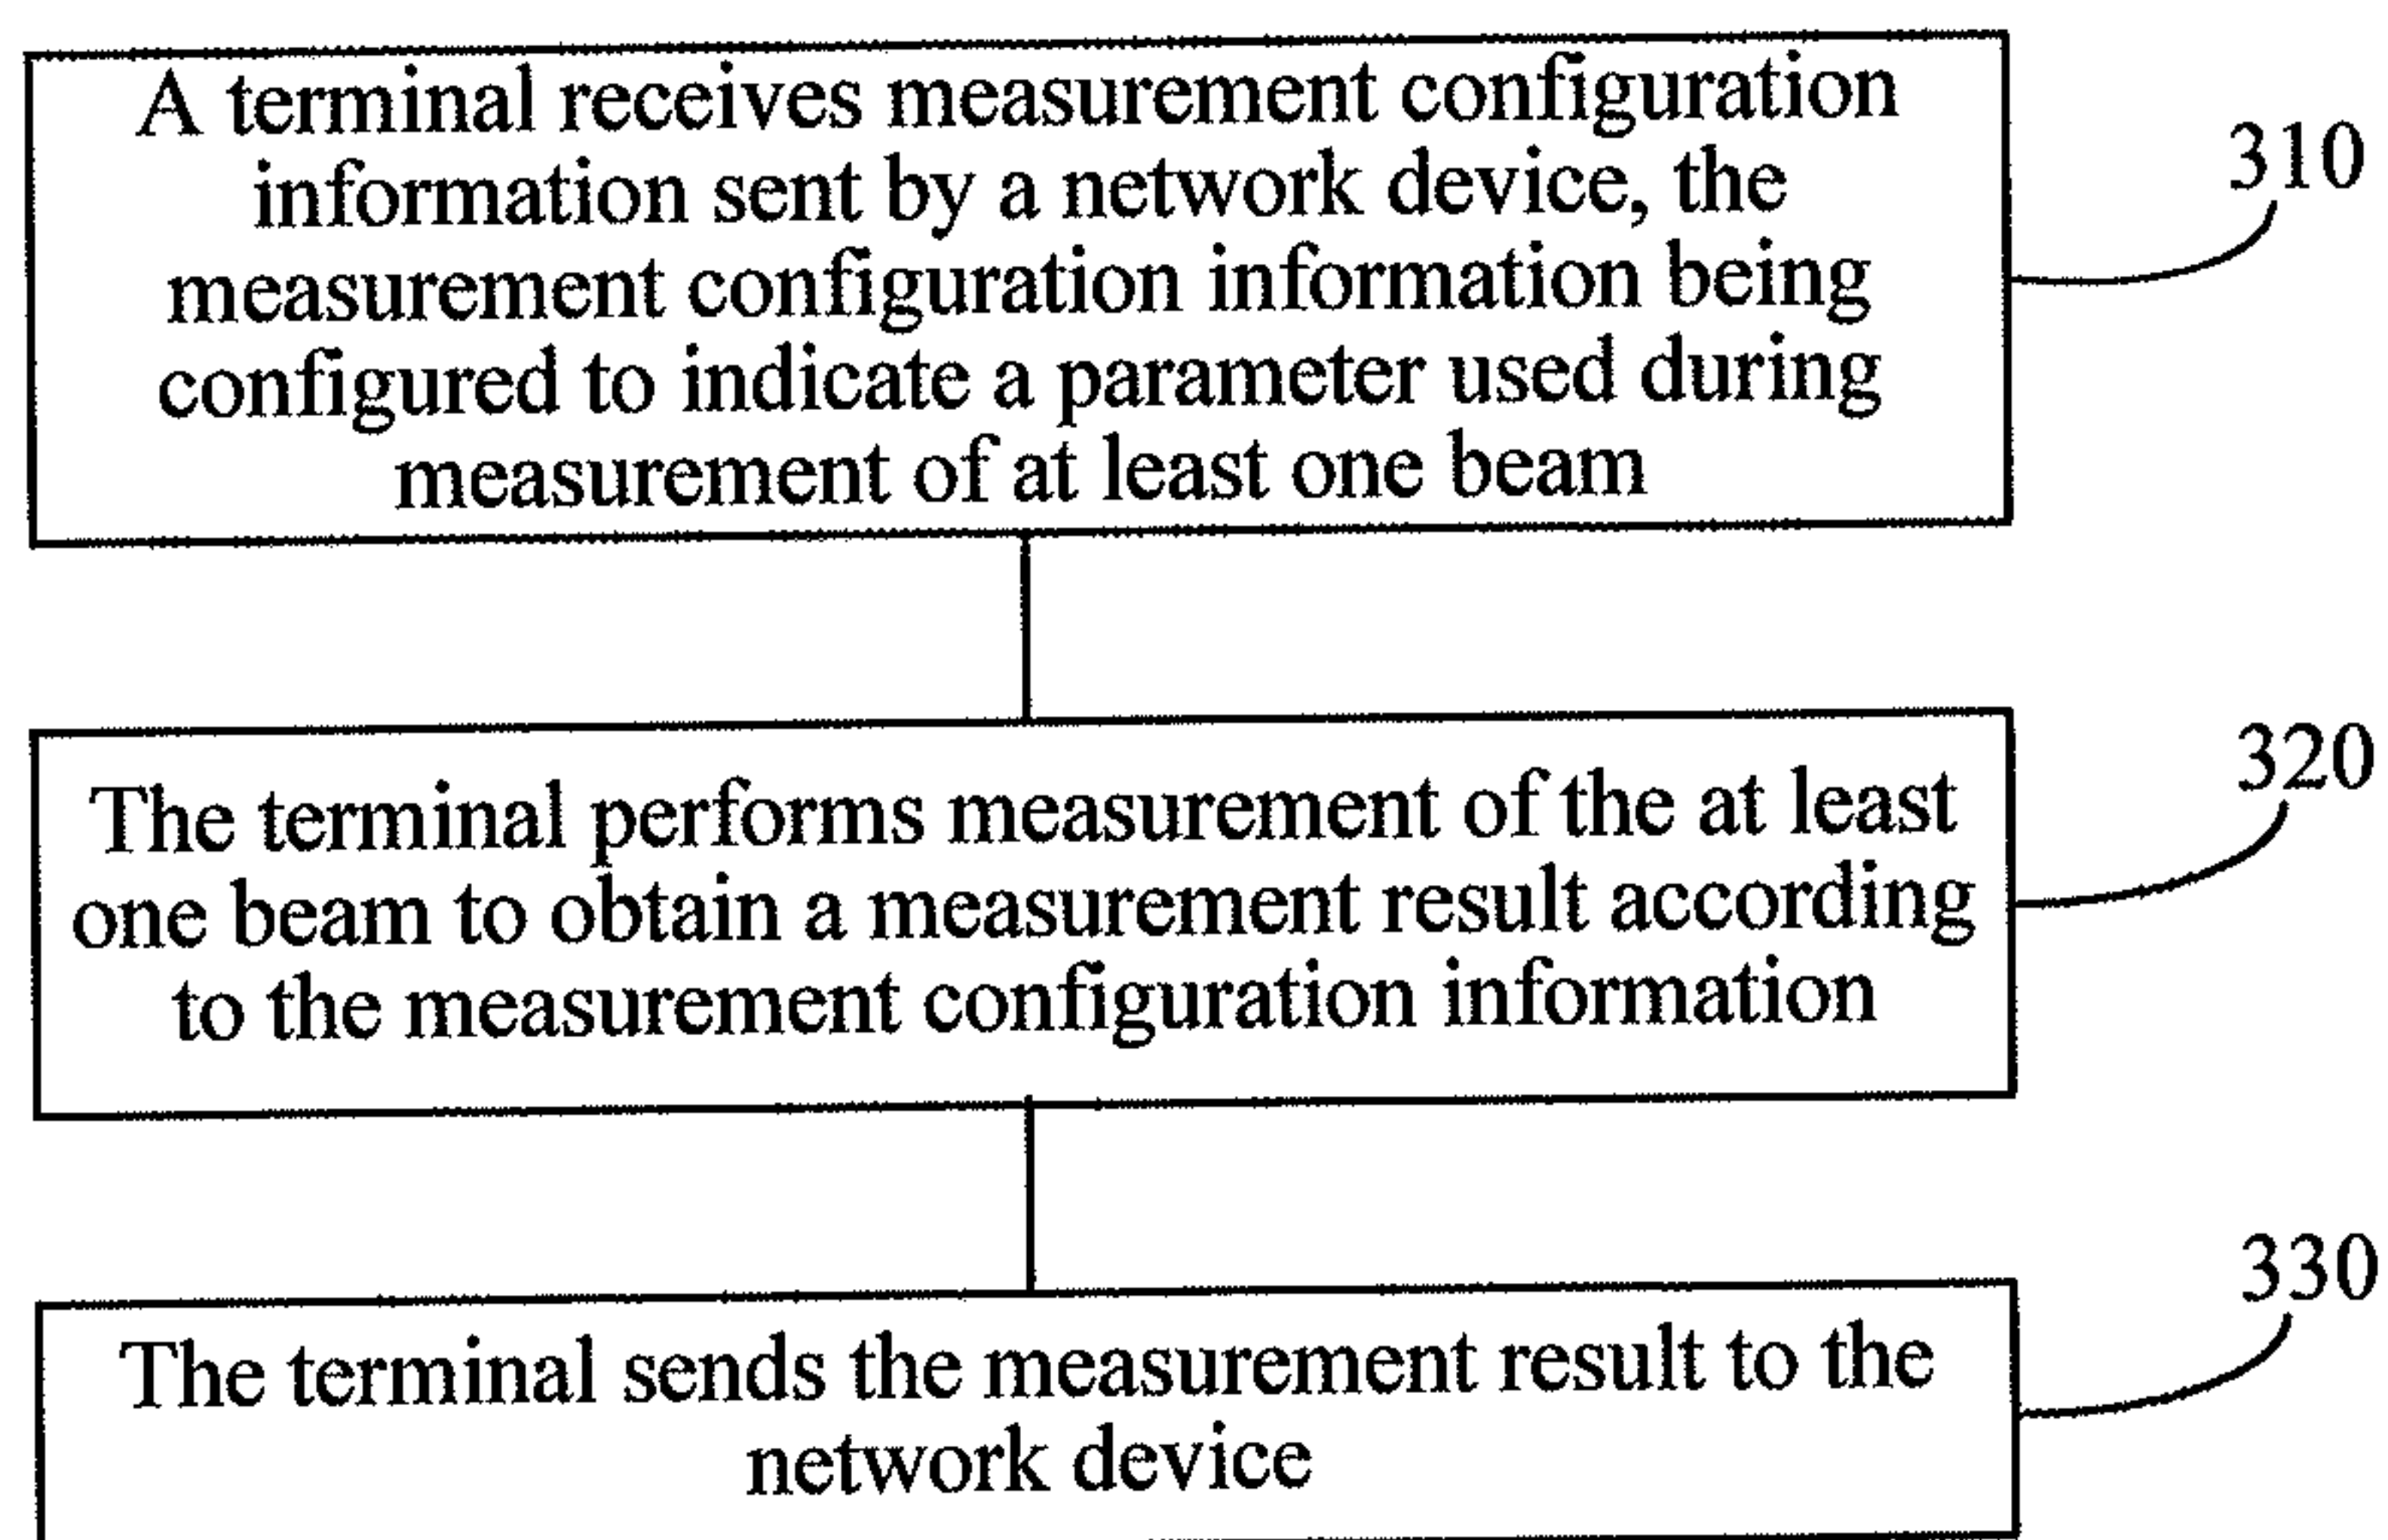 A terminal receives measurement configuration
information sent by a network device, the
measurement configuration information being
configured to indicate a parameter used during
measurement of at least one beam
310
The terminal performs measurement of the at least
one beam to obtain a measurement result according
to the measurement configuration information
320
The terminal sends the measurement result to the
network device
330